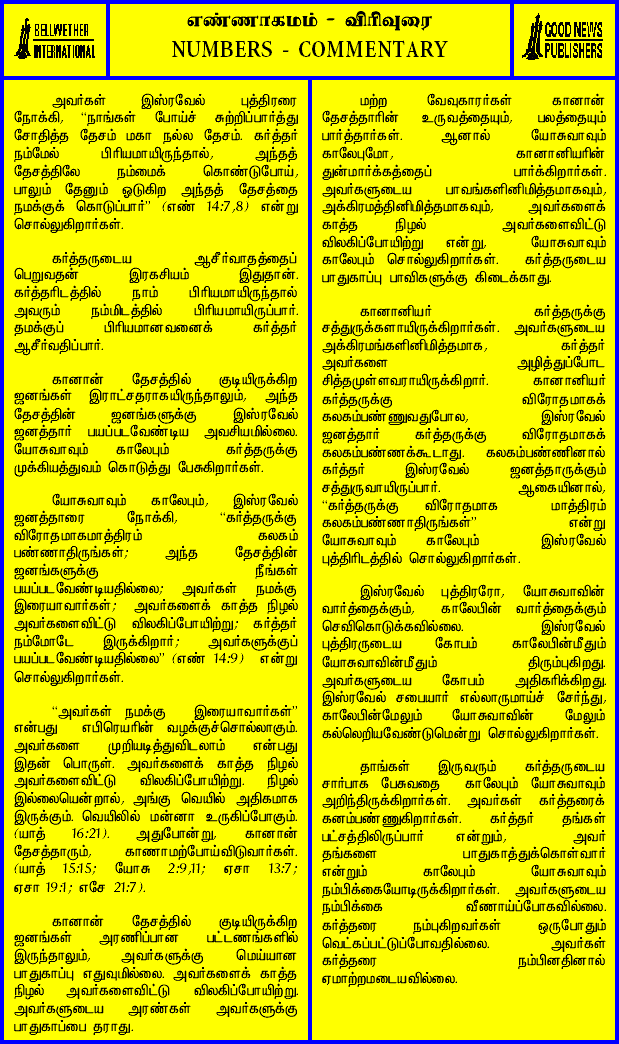 BELLWETHER
INTERNATIONAL
எண்ணாகமம் - விரிவுரை
NUMBERS - COMMENTARY
GOOD NEWS
PUBLISHERS
அவர்கள் இஸ்ரவேல் புத்திரரை
நோக்கி, “நாங்கள் போய்ச் சுற்றிப்பார்த்து
சோதித்த தேசம் மகா நல்ல தேசம். கர்த்தர்
நம்மேல் பிரியமாயிருந்தால், அந்தத்
தேசத்திலே நம்மைக் கொண்டுபோய்,
பாலும் தேனும் ஓடுகிற அந்தத் தேசத்தை
நமக்குக் கொடுப்பார்” (எண் 14:7,8) என்று
சொல்லுகிறார்கள்.
கர்த்தருடைய ஆசீர்வாதத்தைப்
பெறுவதன் இரகசியம் இதுதான்.
கர்த்தரிடத்தில் நாம் பிரியமாயிருந்தால்
அவரும் நம்மிடத்தில் பிரியமாயிருப்பார்.
தமக்குப் பிரியமானவனைக் கர்த்தர்
ஆசீர்வதிப்பார்.
கானான் தேசத்தில் குடியிருக்கிற
ஜனங்கள் இராட்சதராகயிருந்தாலும், அந்த
தேசத்தின் ஜனங்களுக்கு இஸ்ரவேல்
ஜனத்தார் பயப்படவேண்டிய அவசியமில்லை.
யோசுவாவும் காலேபும் கர்த்தருக்கு
முக்கியத்துவம் கொடுத்து பேசுகிறார்கள்.
யோசுவாவும் காலேபும், இஸ்ரவேல்
ஜனத்தாரை நோக்கி, “கர்த்தருக்கு
விரோதமாகமாத்திரம் கலகம்
பண்ணாதிருங்கள்; அந்த தேசத்தின்
ஜனங்களுக்கு நீங்கள்
பயப்படவேண்டியதில்லை; அவர்கள் நமக்கு
இரையாவார்கள்; அவர்களைக் காத்த நிழல்
அவர்களைவிட்டு விலகிப்போயிற்று; கர்த்தர்
நம்மோடே இருக்கிறார்; அவர்களுக்குப்
பயப்படவேண்டியதில்லை” (எண் 14:9) என்று
சொல்லுகிறார்கள்.
“அவர்கள் நமக்கு இரையாவார்கள்”
என்பது எபிரெயரின் வழக்குச்சொல்லாகும்.
அவர்களை முறியடித்துவிடலாம் என்பது
இதன் பொருள். அவர்களைக் காத்த நிழல்
அவர்களைவிட்டு விலகிப்போயிற்று. நிழல்
இல்லையென்றால், அங்கு வெயில் அதிகமாக
இருக்கும். வெயிலில் மன்னா உருகிப்போகும்.
(யாத் 16:21). அதுபோன்று, கானான்
தேசத்தாரும், காணாமற்போய்விடுவார்கள்.
(யாத் 15:15; யோசு 2:9,11; ஏசா 13:7;
ஏசா 19:1; எசே 21:7).
கானான் தேசத்தில் குடியிருக்கிற
ஜனங்கள் அரணிப்பான பட்டணங்களில்
இருந்தாலும், அவர்களுக்கு மெய்யான
பாதுகாப்பு எதுவுமில்லை. அவர்களைக் காத்த
நிழல் அவர்களைவிட்டு விலகிப்போயிற்று.
அவர்களுடைய அரண்கள் அவர்களுக்கு
பாதுகாப்பை தராது.
மற்ற வேவுகாரர்கள் கானான்
தேசத்தாரின் உருவத்தையும், பலத்தையும்
பார்த்தார்கள். ஆனால் யோசுவாவும்
காலேபுமோ, கானானியரின்
துன்மார்க்கத்தைப் பார்க்கிறார்கள்.
அவர்களுடைய பாவங்களினிமித்தமாகவும்,
அக்கிரமத்தினிமித்தமாகவும், அவர்களைக்
காத்த நிழல் அவர்களைவிட்டு
விலகிப்போயிற்று என்று, யோசுவாவும்
காலேபும் சொல்லுகிறார்கள். கர்த்தருடைய
பாதுகாப்பு பாவிகளுக்கு கிடைக்காது.
கானானியர் கர்த்தருக்கு
சத்துருக்களாயிருக்கிறார்கள். அவர்களுடைய
அக்கிரமங்களினிமித்தமாக, கர்த்தர்
அவர்களை அழித்துப்போட
சித்தமுள்ளவராயிருக்கிறார். கானானியர்
கர்த்தருக்கு விரோதமாகக்
கலகம்பண்ணுவதுபோல, இஸ்ரவேல்
ஜனத்தார் கர்த்தருக்கு விரோதமாகக்
கலகம்பண்ணக்கூடாது. கலகம்பண்ணினால்
கர்த்தர் இஸ்ரவேல் ஜனத்தாருக்கும்
சத்துருவாயிருப்பார். ஆகையினால்,
“கர்த்தருக்கு விரோதமாக மாத்திரம்
கலகம்பண்ணாதிருங்கள்” என்று
யோசுவாவும் காலேபும் இஸ்ரவேல்
புத்திரிடத்தில் சொல்லுகிறார்கள்.
இஸ்ரவேல் புத்திரரோ, யோசுவாவின்
வார்த்தைக்கும், காலேபின் வார்த்தைக்கும்
செவிகொடுக்கவில்லை. இஸ்ரவேல்
புத்திரருடைய கோபம் காலேபின்மீதும்
யோசுவாவின்மீதும் திரும்புகிறது.
அவர்களுடைய கோபம் அதிகரிக்கிறது.
இஸ்ரவேல் சபையார் எல்லாருமாய்ச் சேர்ந்து,
காலேபின்மேலும் யோசுவாவின் மேலும்
கல்லெறியவேண்டுமென்று சொல்லுகிறார்கள்.
தாங்கள் இருவரும் கர்த்தருடைய
சார்பாக பேசுவதை காலேபும் யோசுவாவும்
அறிந்திருக்கிறார்கள். அவர்கள் கர்த்தரைக்
கனம்பண்ணுகிறார்கள். கர்த்தர் தங்கள்
பட்சத்திலிருப்பார் என்றும், அவர்
தங்களை பாதுகாத்துக்கொள்வார்
என்றும் காலேபும் யோசுவாவும்
நம்பிக்கையோடிருக்கிறார்கள். அவர்களுடைய
நம்பிக்கை வீணாய்ப்போகவில்லை.
கர்த்தரை நம்புகிறவர்கள் ஒருபோதும்
வெட்கப்பட்டுப்போவதில்லை. அவர்கள்
கர்த்தரை நம்பினதினால்
ஏமாற்றமடையவில்லை.